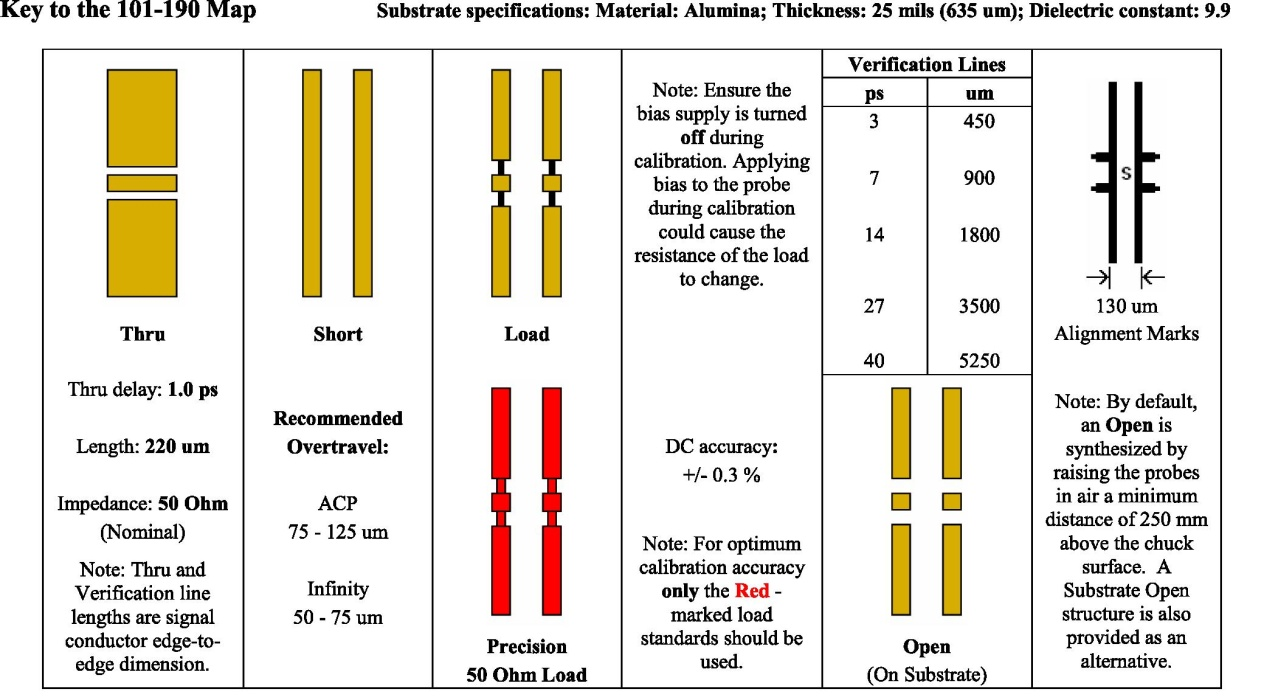 Key to the 101-190 Map
Substrate specifications: Material: Alumina; Thickness: 25 mils (635 um); Dielectric constant: 9.9
Thru
Thru delay: 1.0 ps
Length: 220 um
Impedance: 50 Ohm
(Nominal)
Note: Thru and
Verification line
lengths are signal
conductor edge-to-
edge dimension.
Short
Recommended
Overtravel:
ACP
75 - 125 um
Infinity
50 - 75 um
Load
Precision
50 Ohm Load
Note: Ensure the
bias supply is turned
off during
calibration. Applying
bias to the probe
during calibration
could cause the
resistance of the load
to change.
DC accuracy:
+/- 0.3 %
Note: For optimum
calibration accuracy
only the Red -
marked load
standards should be
used.
Verification Lines
ps um
3 450
7 900
14 1800
27 3500
40 5250
Open
(On Substrate)
S
130 um
Alignment Marks
Note: By default,
an Open is
synthesized by
raising the probes
in air a minimum
distance of 250 mm
above the chuck
surface. A
Substrate Open
structure is also
provided as an
alternative.